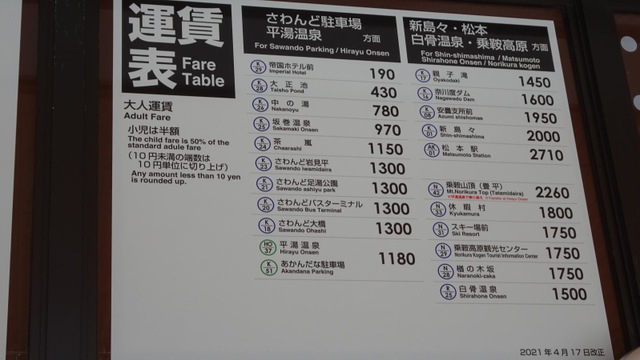 運賃表
Fare Table
大人運賃
Adult Fare
小児は半額
The child fare is 50% of the standard adule fare
(10円未満の端数は
10円単位に切り上げ)
Any amount less than 10 yen is rounded up.
さわんど駐車場
平湯温泉 方面
For Sawando Parking / Hirayu Onsen
帝国ホテル前 190
Imperial Hotel
大正池 430
Taisho Pond
中の湯 780
Nakanoyu
坂巻温泉 970
Sakamaki Onsen
茶嵐 1150
Chaarashi
さわんど岩見平 1300
Sawando Iwamidaira
さわんど足湯公園 1300
Sawando ashiyu park
さわんどバスターミナル 1300
Sawando Bus Terminal
さわんど大橋 1300
Sawando Ohashi
平湯温泉
Hirayu Onsen
1180
あかんだな駐車場
Akandana Parking
新島々・松本
白骨温泉・乗鞍高原 方面
For Shin-shimashima / Matsumoto
Shirahone Onsen / Norikura kogen
親子滝 1450
Oyakodaki
奈川渡ダム 1600
Nagawado Dam
安曇支所前 1950
Azumi shishomae
新島々 2000
Shin-shimashima
松本駅 2710
Matsumoto Station
乗鞍山頂(畳平) 2260
Mt.Norikura Top (Tatamidaira)
休暇村 1800
Kyukamura
スキー場前 1750
Ski Resort
乗鞍高原観光センター 1750
Norikura Kogen Tourist Information Center
楢の木坂 1750
Naranoki-zaka
白骨温泉 1500
Shirahone Onsen
2021年4月17日改正